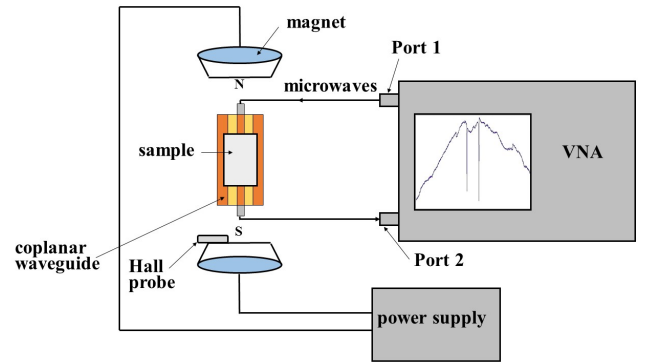 magnet
Port 1
N
microwaves
sample
VNA
S
coplanar
waveguide
Hall
probe
Port 2
power supply